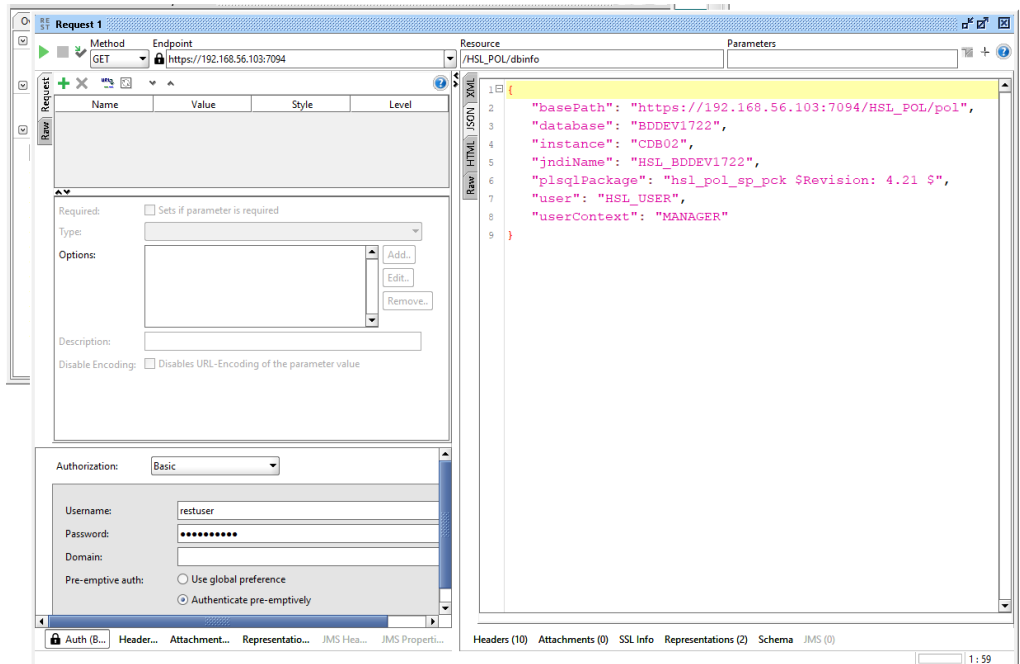 REST Request 1
Method Endpoint Resource Parameters
GET https://192.168.56.103:7094 /HSL_POL/dbinfo
Request
Raw
Name Value Style Level
Required: Sets if parameter is required
Type:
Options:
Add..
Edit..
Remove..
Description:
Disable Encoding: Disables URL-Encoding of the parameter value
Authorization: Basic
Username: restuser
Password: ●●●●●●●●●●
Domain:
Pre-emptive auth: Use global preference
Authenticate pre-emptively
Auth (B... Header... Attachment... Representatio... JMS Hea... JMS Properti...
XML
JSON
HTML
Raw
1 {
2 "basePath": "https://192.168.56.103:7094/HSL_POL/pol",
3 "database": "BDDEV1722",
4 "instance": "CDB02",
5 "jndiName": "HSL_BDDEV1722",
6 "plsqlPackage": "hsl_pol_sp_pck $Revision: 4.21 $",
7 "user": "HSL_USER",
8 "userContext": "MANAGER"
9 }
Headers (10) Attachments (0) SSL Info Representations (2) Schema JMS (0)
1 : 59